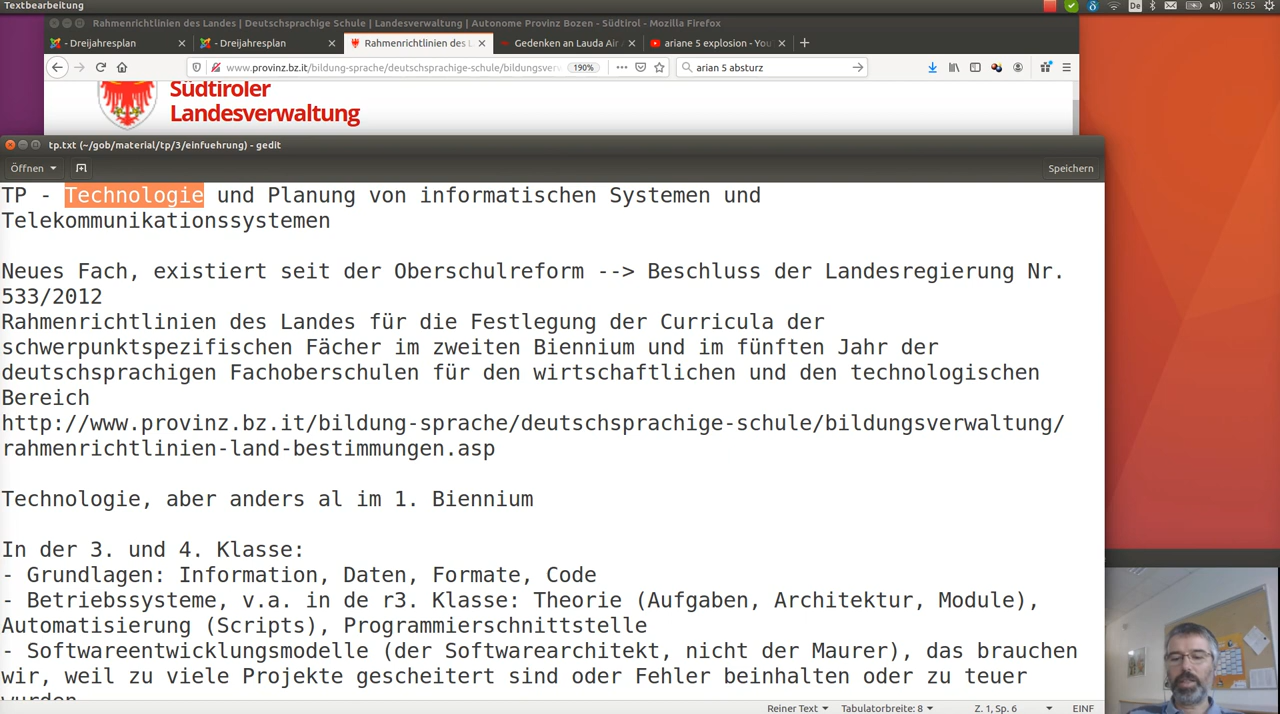 Textbearbeitung
De
16:55
Rahmenrichtlinien des Landes | Deutschsprachige Schule | Landesverwaltung | Autonome Provinz Bozen - Südtirol - Mozilla Firefox
- Dreijahresplan
- Dreijahresplan
Rahmenrichtlinien des L
Gedenken an Lauda Air
ariane 5 explosion - You
www.provinz.bz.it/bildung-sprache/deutschsprachige-schule/bildungsverw
190%
arian 5 absturz
Südtiroler
Landesverwaltung
tp.txt (~/gob/material/tp/3/einfuehrung) - gedit
Öffnen
Speichern
TP - Technologie und Planung von informatischen Systemen und
Telekommunikationssystemen
Neues Fach, existiert seit der Oberschulreform --> Beschluss der Landesregierung Nr.
533/2012
Rahmenrichtlinien des Landes für die Festlegung der Curricula der
schwerpunktspezifischen Fächer im zweiten Biennium und im fünften Jahr der
deutschsprachigen Fachoberschulen für den wirtschaftlichen und den technologischen
Bereich
http://www.provinz.bz.it/bildung-sprache/deutschsprachige-schule/bildungsverwaltung/
rahmenrichtlinien-land-bestimmungen.asp
Technologie, aber anders al im 1. Biennium
In der 3. und 4. Klasse:
- Grundlagen: Information, Daten, Formate, Code
- Betriebssysteme, v.a. in de r3. Klasse: Theorie (Aufgaben, Architektur, Module),
Automatisierung (Scripts), Programmierschnittstelle
- Softwareentwicklungsmodelle (der Softwarearchitekt, nicht der Maurer), das brauchen
wir, weil zu viele Projekte gescheitert sind oder Fehler beinhalten oder zu teuer
wurden
Reiner Text
Tabulatorbreite: 8
Z. 1, Sp. 6
EINF